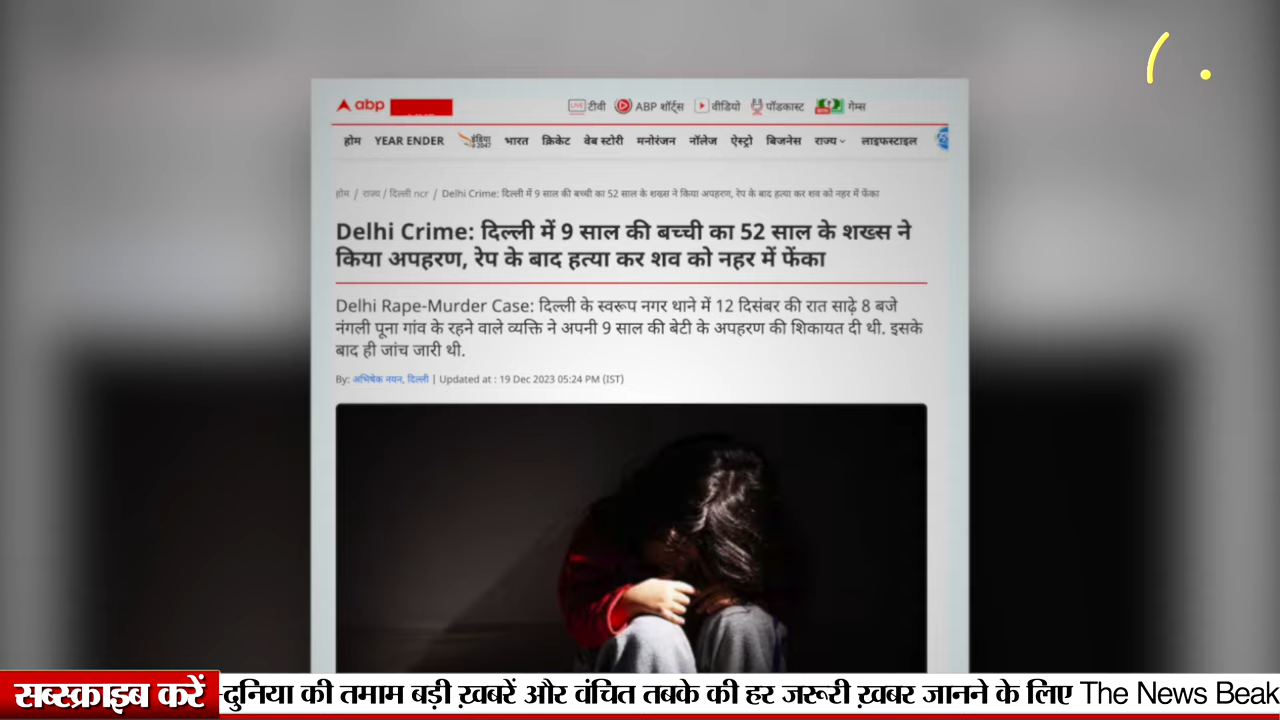 abp
LIVE टीवी ABP शॉर्ट्स वीडियो पॉडकास्ट गेम्स
होम YEAR ENDER इंडिया @2047 भारत क्रिकेट वेब स्टोरी मनोरंजन नॉलेज ऐस्ट्रो बिजनेस राज्य लाइफस्टाइल
होम / राज्य / दिल्ली ncr / Delhi Crime: दिल्ली में 9 साल की बच्ची का 52 साल के शख्स ने किया अपहरण, रेप के बाद हत्या कर शव को नहर में फेंका
Delhi Crime: दिल्ली में 9 साल की बच्ची का 52 साल के शख्स ने
किया अपहरण, रेप के बाद हत्या कर शव को नहर में फेंका
Delhi Rape-Murder Case: दिल्ली के स्वरूप नगर थाने में 12 दिसंबर की रात साढ़े 8 बजे
नंगली पूना गांव के रहने वाले व्यक्ति ने अपनी 9 साल की बेटी के अपहरण की शिकायत दी थी. इसके
बाद ही जांच जारी थी.
By: अभिषेक नयन, दिल्ली | Updated at : 19 Dec 2023 05:24 PM (IST)
सब्स्क्राइब करें -दुनिया की तमाम बड़ी ख़बरें और वंचित तबके की हर जरूरी ख़बर जानने के लिए The News Beak